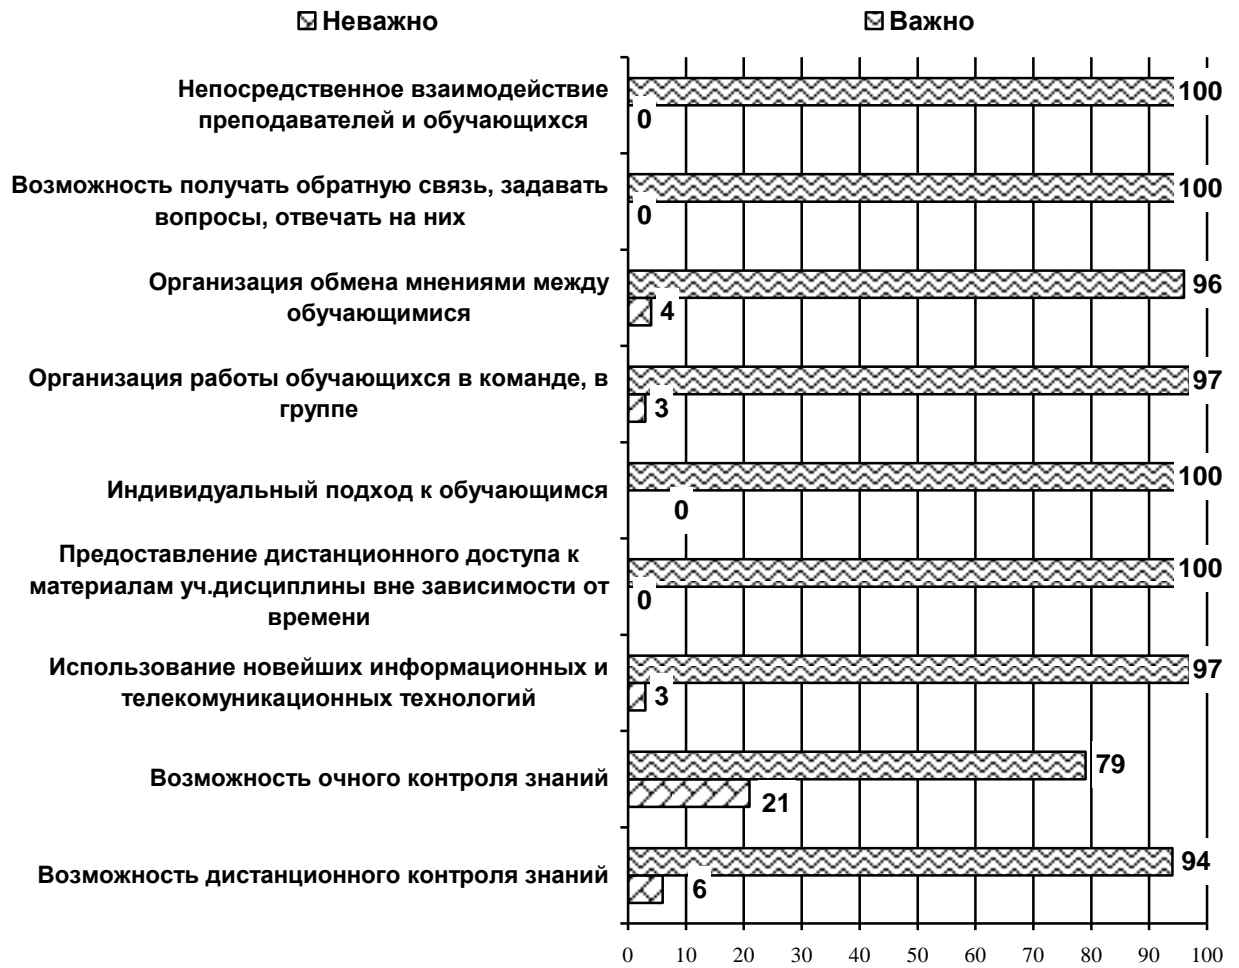 Неважно
Важно
Непосредственное взаимодействие
преподавателей и обучающихся
100
0
Возможность получать обратную связь, задавать
вопросы, отвечать на них
100
0
Организация обмена мнениями между
обучающимися
96
4
Организация работы обучающихся в команде, в
группе
97
3
Индивидуальный подход к обучающимся
100
0
Предоставление дистанционного доступа к
материалам уч.дисциплины вне зависимости от
времени
100
0
Использование новейших информационных и
телекомуникационных технологий
97
3
Возможность очного контроля знаний
79
21
Возможность дистанционного контроля знаний
94
6
0 10 20 30 40 50 60 70 80 90 100